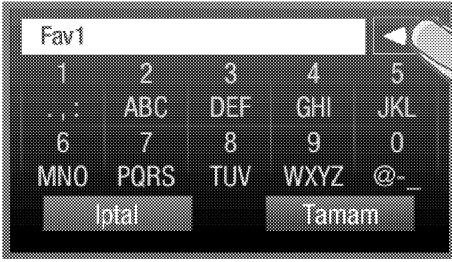 Fav1
1 2 3 4 5
. , : ABC DEF GHI JKL
6 7 8 9 0
MNO PQRS TUV WXYZ @-_
Iptal Tamam